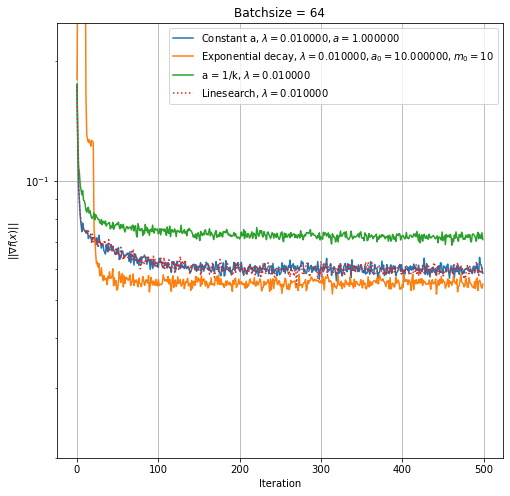 Batchsize = 64
Constant a, λ = 0.010000, a = 1.000000
Exponential decay, λ = 0.010000, a₀ = 10.000000, m₀ = 10
a = 1/k, λ = 0.010000
Linesearch, λ = 0.010000
10⁻¹
||∇f(x)|||
0
100
200
300
400
500
Iteration